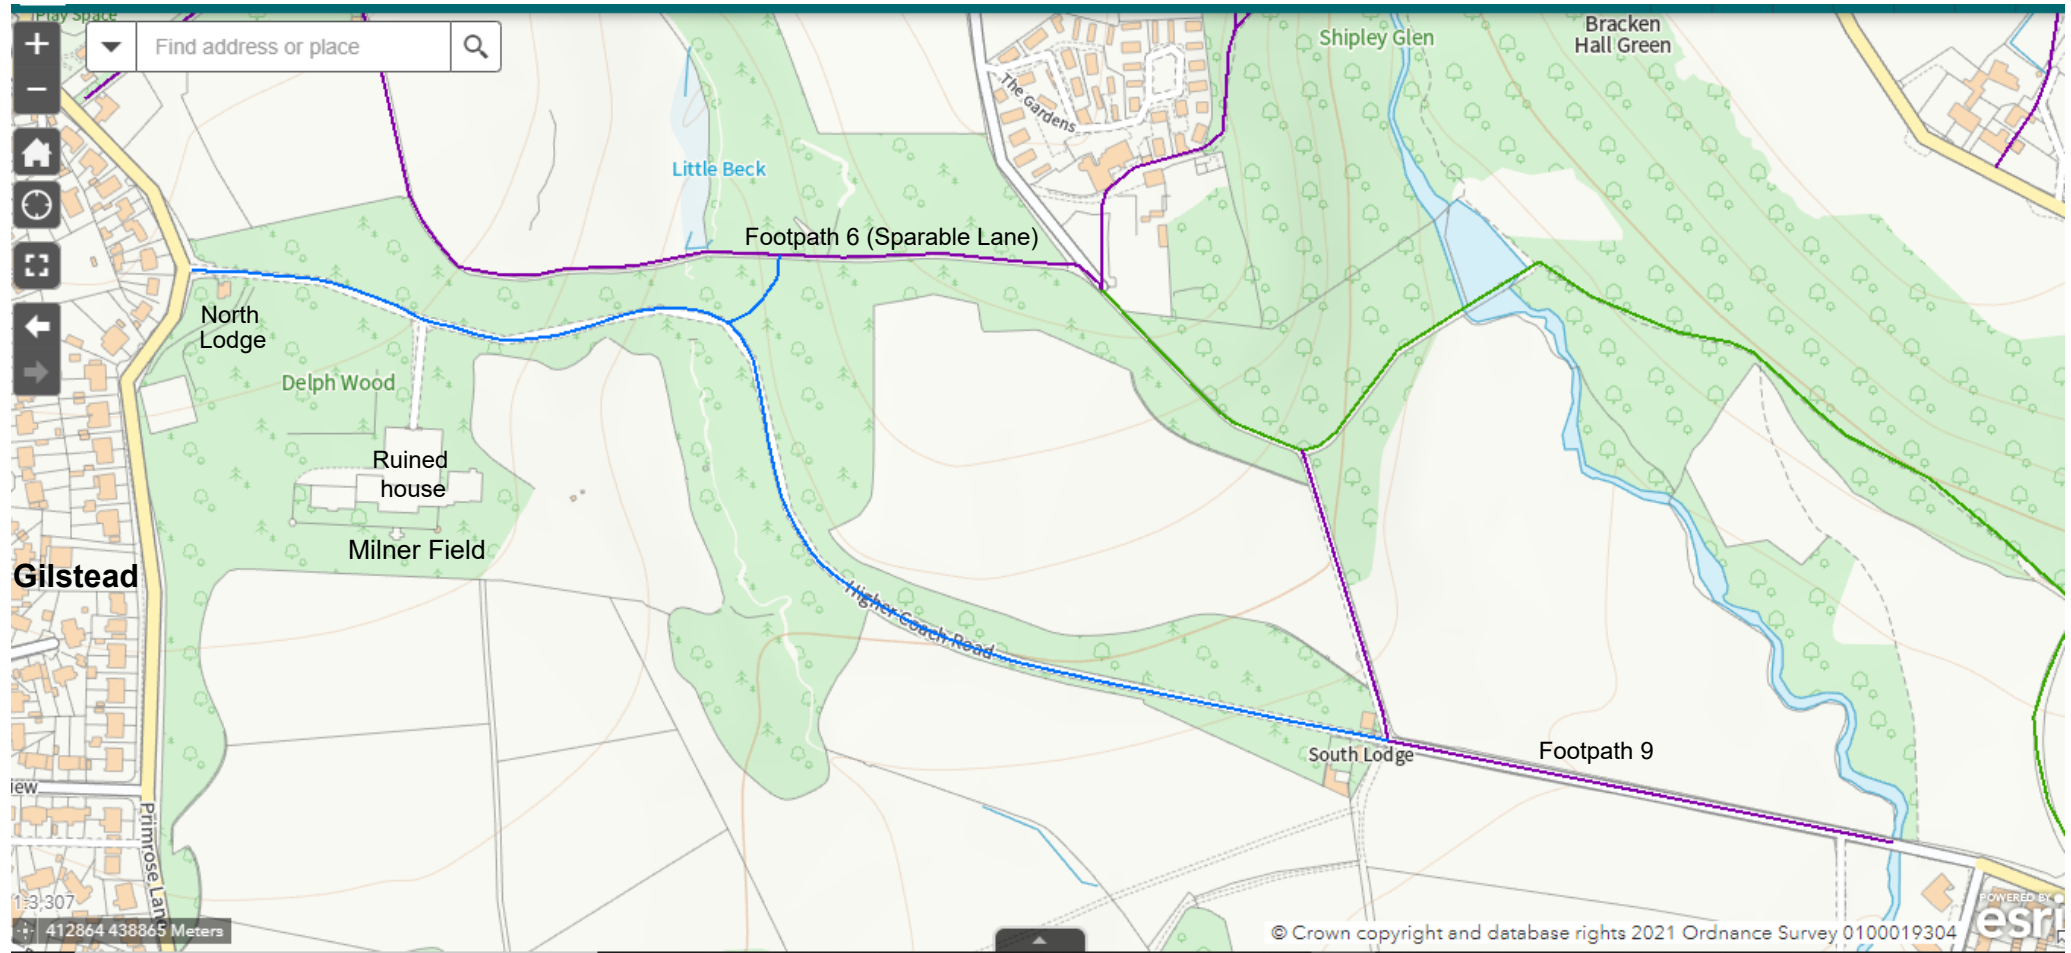 Play Space
Find address or place
Shipley Glen
Bracken
Hall Green
The Gardens
Little Beck
Footpath 6 (Sparable Lane)
North
Lodge
Delph Wood
Ruined
house
Milner Field
Gilstead
Higher Coach Road
South Lodge
Footpath 9
iew
Primrose Lane
1:3,307
412864 438865 Meters
© Crown copyright and database rights 2021 Ordnance Survey 0100019304
POWERED BY
esri